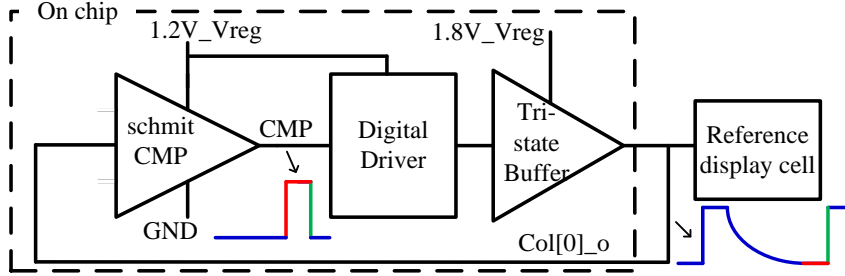 On chip
1.2V_Vreg
1.8V_Vreg
schmit
CMP
CMP
Digital
Driver
Tri-
state
Buffer
Reference
display cell
GND
Col[0]_o